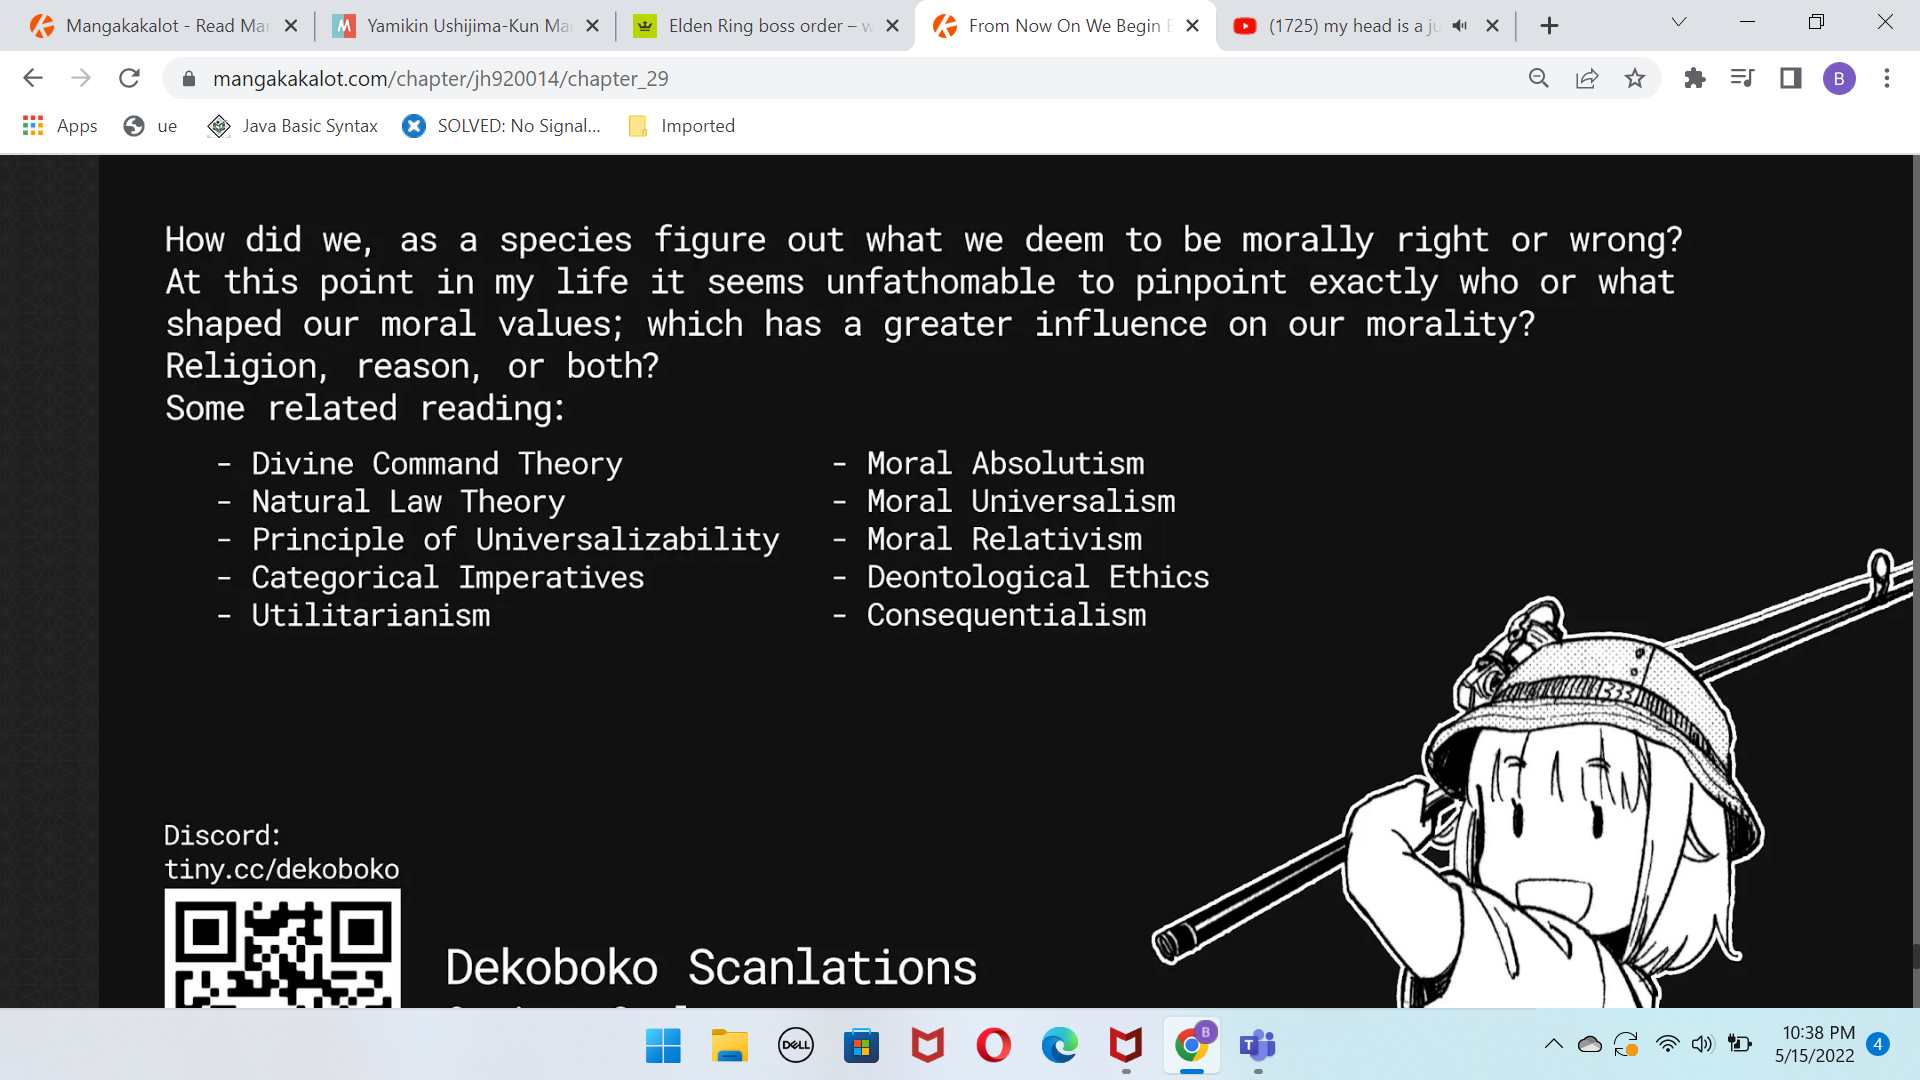 Mangakakalot - Read Mar
Yamikin Ushijima-Kun Mar
Elden Ring boss order – w
From Now On We Begin E
(1725) my head is a ju
mangakakalot.com/chapter/jh920014/chapter_29
B
Apps
ue
Java Basic Syntax
SOLVED: No Signal...
Imported
How did we, as a species figure out what we deem to be morally right or wrong?
At this point in my life it seems unfathomable to pinpoint exactly who or what
shaped our moral values; which has a greater influence on our morality?
Religion, reason, or both?
Some related reading:
- Divine Command Theory
- Natural Law Theory
- Principle of Universalizability
- Categorical Imperatives
- Utilitarianism
- Moral Absolutism
- Moral Universalism
- Moral Relativism
- Deontological Ethics
- Consequentialism
Discord:
tiny.cc/dekoboko
Dekoboko Scanlations
DELL
B
10:38 PM
5/15/2022
4